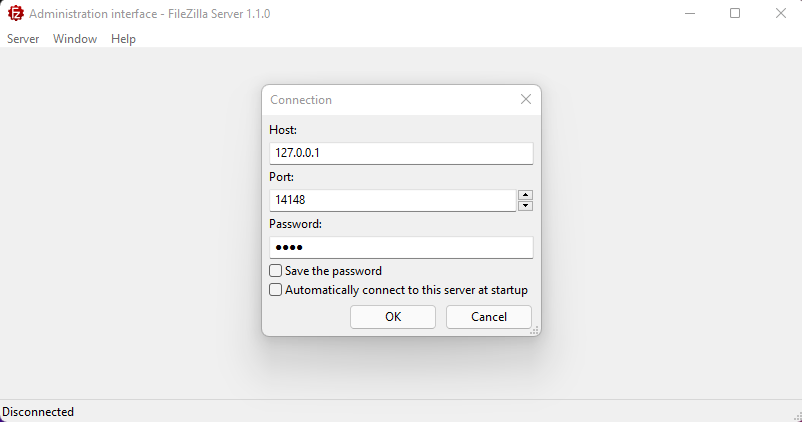 Administration interface - FileZilla Server 1.1.0
Server Window Help
Connection
Host:
127.0.0.1
Port:
14148
Password:
●●●●
Save the password
Automatically connect to this server at startup
OK Cancel
Disconnected